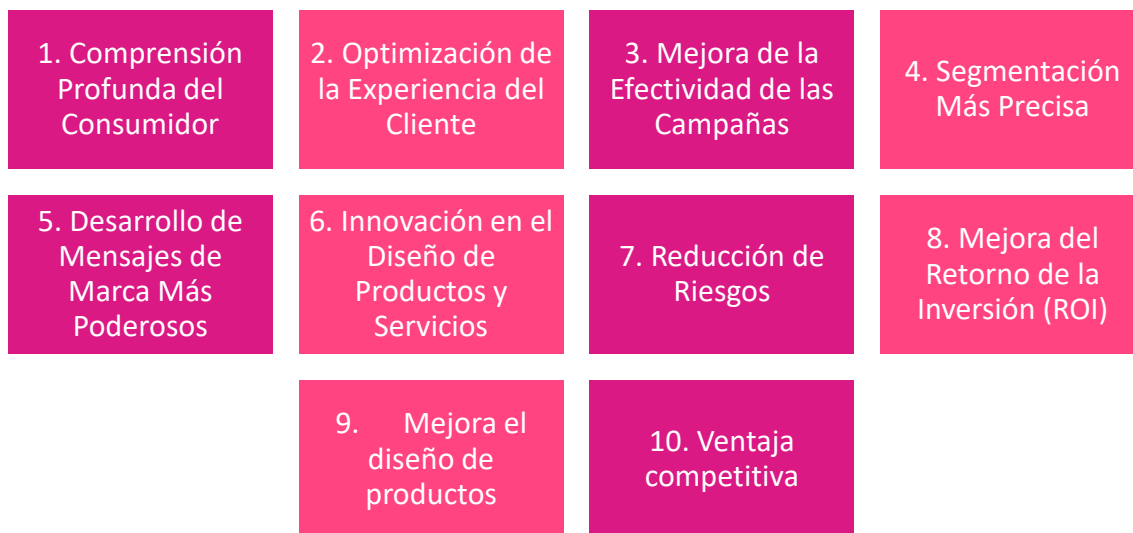 1. Comprensión
Profunda del
Consumidor
2. Optimización de
la Experiencia del
Cliente
3. Mejora de la
Efectividad de las
Campañas
4. Segmentación
Más Precisa
5. Desarrollo de
Mensajes de
Marca Más
Poderosos
6. Innovación en el
Diseño de
Productos y
Servicios
7. Reducción de
Riesgos
8. Mejora del
Retorno de la
Inversión (ROI)
9. Mejora el
diseño de
productos
10. Ventaja
competitiva